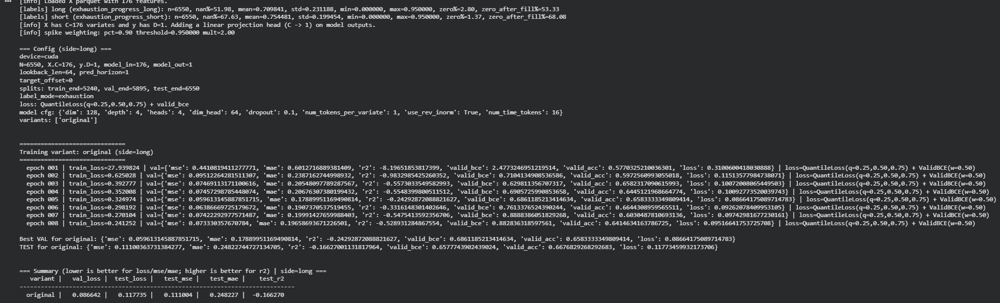 [info] Loaded X parquet with 176 features.
[labels] long (exhaustion_progress_long): n=6550, nan%=51.98, mean=0.709841, std=0.231188, min=0.000000, max=0.950000, zero%=2.80, zero_after_fill%=53.33
[labels] short (exhaustion_progress_short): n=6550, nan%=67.63, mean=0.754481, std=0.199454, min=0.000000, max=0.950000, zero%=1.37, zero_after_fill%=68.08
[info] X has C=176 variates and y has D=1. Adding a linear projection head (C -> 1) on model outputs.
[info] spike weighting: pct=0.90 threshold=0.950000 mult=2.00
=== Config (side=long) ===
device=cuda
N=6550, X.C=176, y.D=1, model_in=176, model_out=1
lookback_len=64, pred_horizon=1
target_offset=0
splits: train_end=5240, val_end=5895, test_end=6550
label_mode=exhaustion
loss: QuantileLoss(q=0.25,0.50,0.75) + valid_bce
model cfg: {'dim': 128, 'depth': 4, 'heads': 4, 'dim_head': 64, 'dropout': 0.1, 'num_tokens_per_variate': 1, 'use_rev_inorm': True, 'num_time_tokens': 16}
variants: ['original']
==============================
Training variant: original (side=long)
==============================
epoch 001 | train_loss=27.939824 | val={'mse': 0.4410819411277771, 'mae': 0.6012716889381409, 'r2': -8.19651853817399, 'valid_bce': 2.4773246951219514, 'valid_acc': 0.5770325210036301, 'loss': 0.3100600418030888} | loss=QuantileLoss(q=0.25,0.50,0.75) + ValidBCE(w=0.50)
epoch 002 | train_loss=0.625028 | val={'mse': 0.09512264281511307, 'mae': 0.2387162744998932, 'r2': -0.9832985425260352, 'valid_bce': 0.7104134908536586, 'valid_acc': 0.5972560993055018, 'loss': 0.11513577984738071} | loss=QuantileLoss(q=0.25,0.50,0.75) + ValidBCE(w=0.50)
epoch 003 | train_loss=0.392777 | val={'mse': 0.07469113171100616, 'mae': 0.20548097789287567, 'r2': -0.5573033549582993, 'valid_bce': 0.629811356707317, 'valid_acc': 0.6582317090615993, 'loss': 0.10072008065449503} | loss=QuantileLoss(q=0.25,0.50,0.75) + ValidBCE(w=0.50)
epoch 004 | train_loss=0.352008 | val={'mse': 0.07457298785448074, 'mae': 0.20676307380199432, 'r2': -0.5548399800511512, 'valid_bce': 0.6905725990853658, 'valid_acc': 0.6445121968664774, 'loss': 0.10092773520039743} | loss=QuantileLoss(q=0.25,0.50,0.75) + ValidBCE(w=0.50)
epoch 005 | train_loss=0.324974 | val={'mse': 0.059613145887851715, 'mae': 0.17889951169490814, 'r2': -0.24292872088821627, 'valid_bce': 0.6861185213414634, 'valid_acc': 0.6583333349809414, 'loss': 0.08664175089714783} | loss=QuantileLoss(q=0.25,0.50,0.75) + ValidBCE(w=0.50)
epoch 006 | train_loss=0.298192 | val={'mse': 0.06386669725179672, 'mae': 0.1907370537519455, 'r2': -0.3316148301402646, 'valid_bce': 0.7613376524390244, 'valid_acc': 0.6644308959565511, 'loss': 0.09262078409953105} | loss=QuantileLoss(q=0.25,0.50,0.75) + ValidBCE(w=0.50)
epoch 007 | train_loss=0.270104 | val={'mse': 0.07422292977571487, 'mae': 0.19991427659988403, 'r2': -0.5475413592356706, 'valid_bce': 0.8888386051829268, 'valid_acc': 0.6030487810693136, 'loss': 0.09742981677230161} | loss=QuantileLoss(q=0.25,0.50,0.75) + ValidBCE(w=0.50)
epoch 008 | train_loss=0.241252 | val={'mse': 0.073330357670784, 'mae': 0.19658693671226501, 'r2': -0.528931284867554, 'valid_bce': 0.882836318597561, 'valid_acc': 0.6414634163786725, 'loss': 0.09516641753725708} | loss=QuantileLoss(q=0.25,0.50,0.75) + ValidBCE(w=0.50)
Best VAL for original: {'mse': 0.059613145887851715, 'mae': 0.17889951169490814, 'r2': -0.24292872088821627, 'valid_bce': 0.6861185213414634, 'valid_acc': 0.6583333349809414, 'loss': 0.08664175089714783}
TEST for original: {'mse': 0.11100363731384277, 'mae': 0.24822744727134705, 'r2': -0.16627001131817964, 'valid_bce': 0.6577743902439024, 'valid_acc': 0.6676829268292683, 'loss': 0.11773459932173706}
=== Summary (lower is better for loss/mse/mae; higher is better for r2) | side=long ===
variant | val_loss | test_loss | test_mse | test_mae | test_r2
------------------------------------------------------------------------------
original | 0.086642 | 0.117735 | 0.111004 | 0.248227 | -0.166270